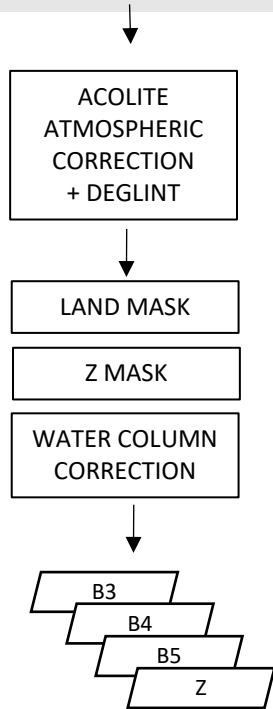 ACOLITE
ATMOSPHERIC
CORRECTION
+ DEGLINT
LAND MASK
Z MASK
WATER COLUMN
CORRECTION
B3
B4
B5
Z